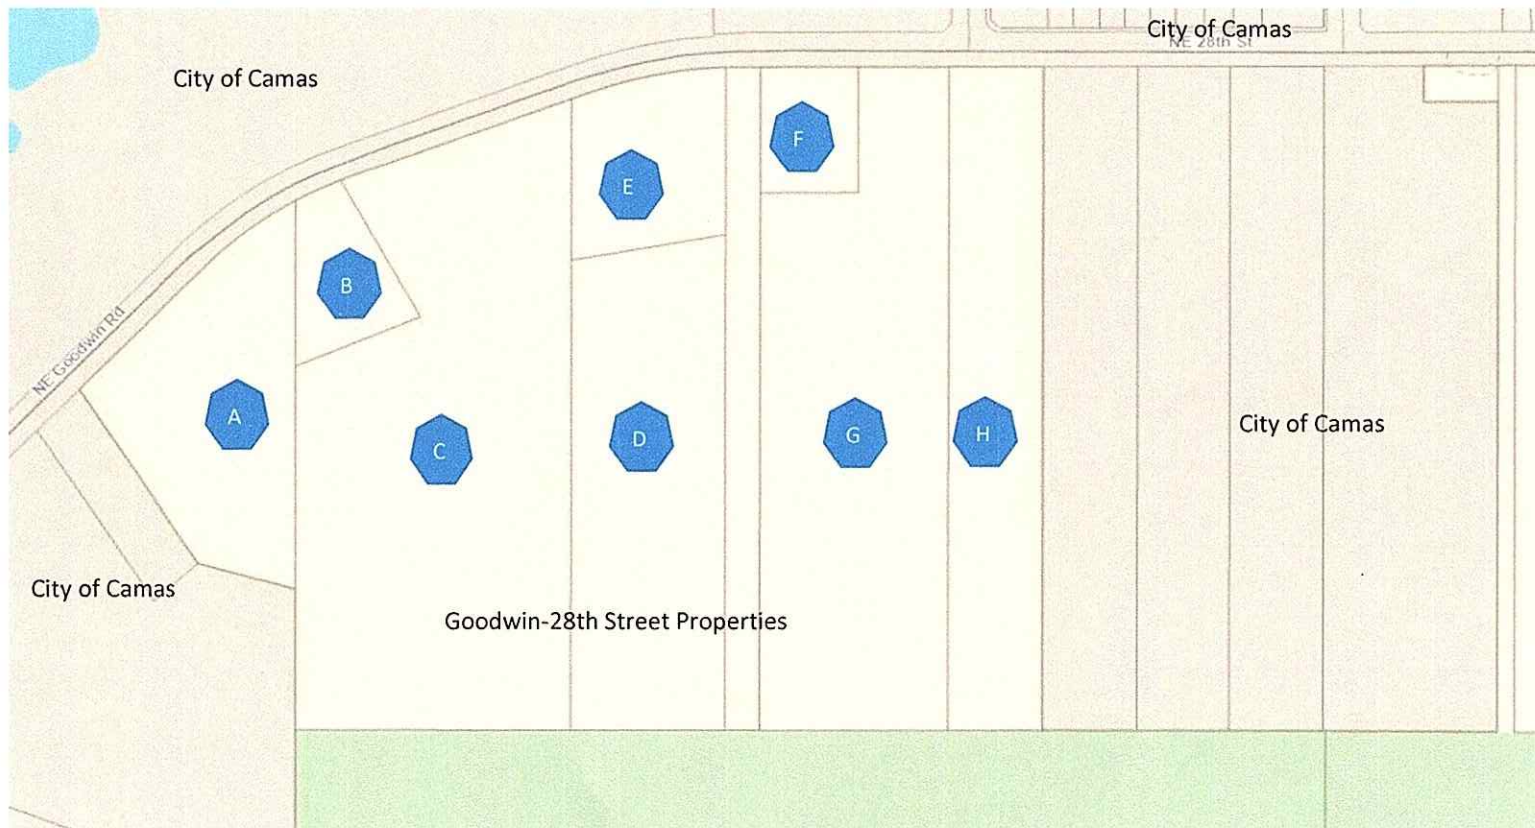 City of Camas
NE 28th St
City of Camas
F
E
B
NE Goodwin Rd
A
C
D
G
H
City of Camas
City of Camas
Goodwin-28th Street Properties